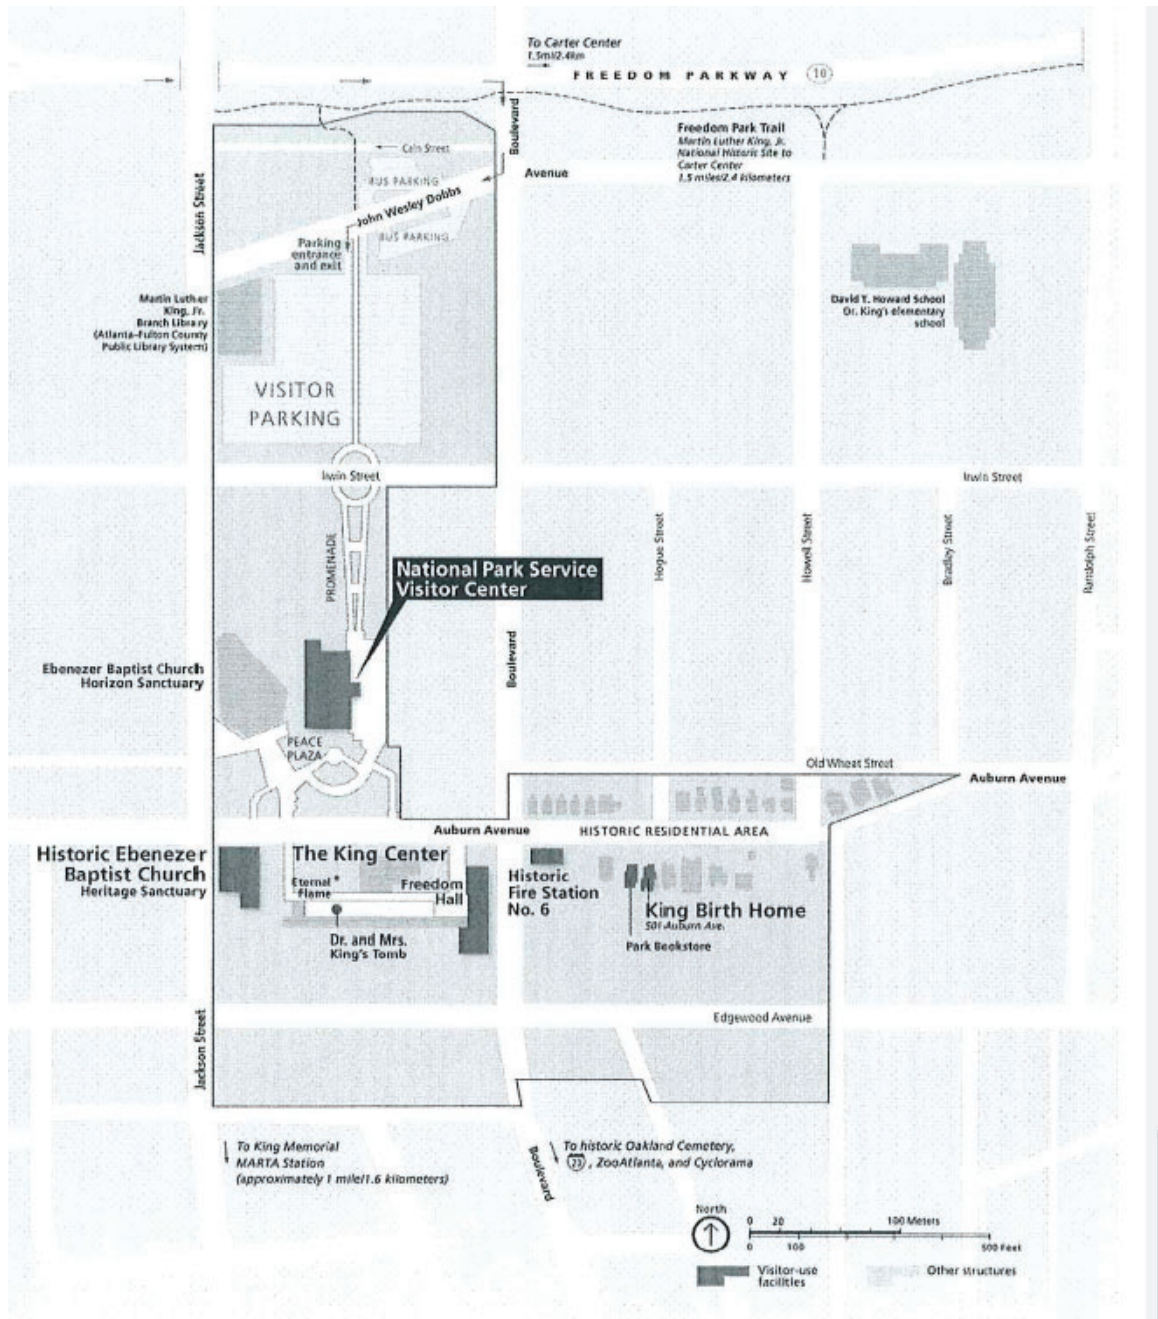 To Carter Center
1.5mi/2.4km
FREEDOM PARKWAY
10
Boulevard
Freedom Park Trail
Martin Luther King, Jr.
National Historic Site to
Carter Center
1.5 miles/2.4 kilometers
Cain Street
Avenue
BUS PARKING
John Wesley Dobbs
BUS PARKING
Jackson Street
Parking
entrance
and exit
Martin Luther
King, Jr.
Branch Library
(Atlanta-Fulton County
Public Library System)
David T. Howard School
Dr. King's elementary
school
VISITOR
PARKING
Irwin Street
Irwin Street
PROMENADE
Hogue Street
Howell Street
Bradley Street
Randolph Street
National Park Service
Visitor Center
Boulevard
Ebenezer Baptist Church
Horizon Sanctuary
PEACE
PLAZA
Old Wheat Street
Auburn Avenue
Auburn Avenue
HISTORIC RESIDENTIAL AREA
Historic Ebenezer
Baptist Church
Heritage Sanctuary
The King Center
Eternal
Flame
Freedom
Hall
Historic
Fire Station
No. 6
King Birth Home
501 Auburn Ave.
Park Bookstore
Dr. and Mrs.
King's Tomb
Edgewood Avenue
Jackson Street
To King Memorial
MARTA Station
(approximately 1 mile/1.6 kilometers)
Boulevard
To historic Oakland Cemetery,
23, ZooAtlanta, and Cyclorama
North
0 20 100 Meters
0 100 500 Feet
Visitor-use
facilities
Other structures